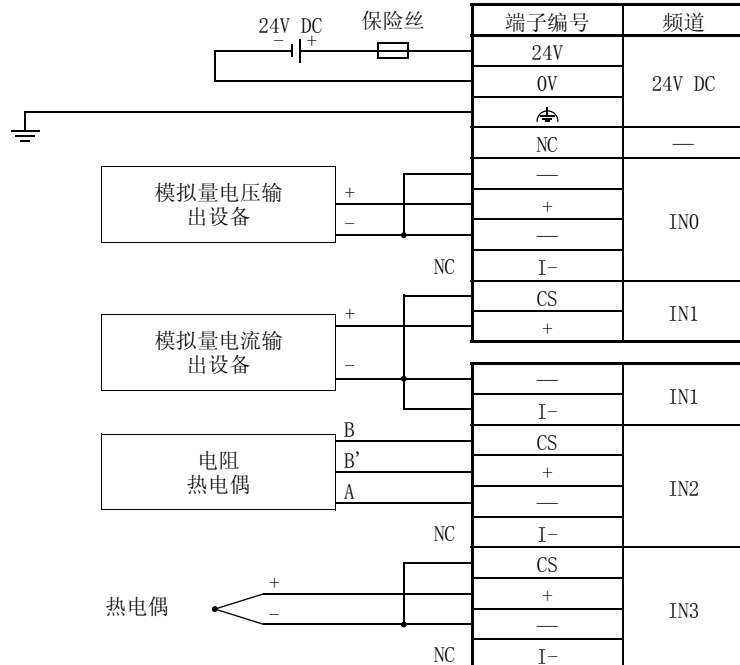 24V DC
保险丝
- +
端子编号 频道
24V
0V
24V DC
NC —
模拟量电压输
出设备
+
-
—
+
—
NC I-
IN0
模拟量电流输
出设备
+
-
CS
+
IN1
—
I-
IN1
电阻
热电偶
B
B'
A
CS
+
—
NC I-
IN2
热电偶
+
-
CS
+
—
NC I-
IN3